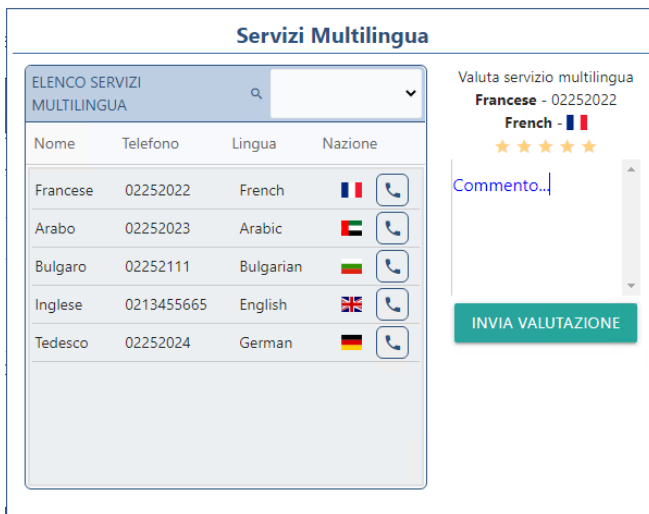 Servizi Multilingua
ELENCO SERVIZI
MULTILINGUA
Nome Telefono Lingua Nazione
Francese 02252022 French
Arabo 02252023 Arabic
Bulgaro 02252111 Bulgarian
Inglese 0213455665 English
Tedesco 02252024 German
Valuta servizio multilingua
Francese - 02252022
French -
Commento...
INVIA VALUTAZIONE